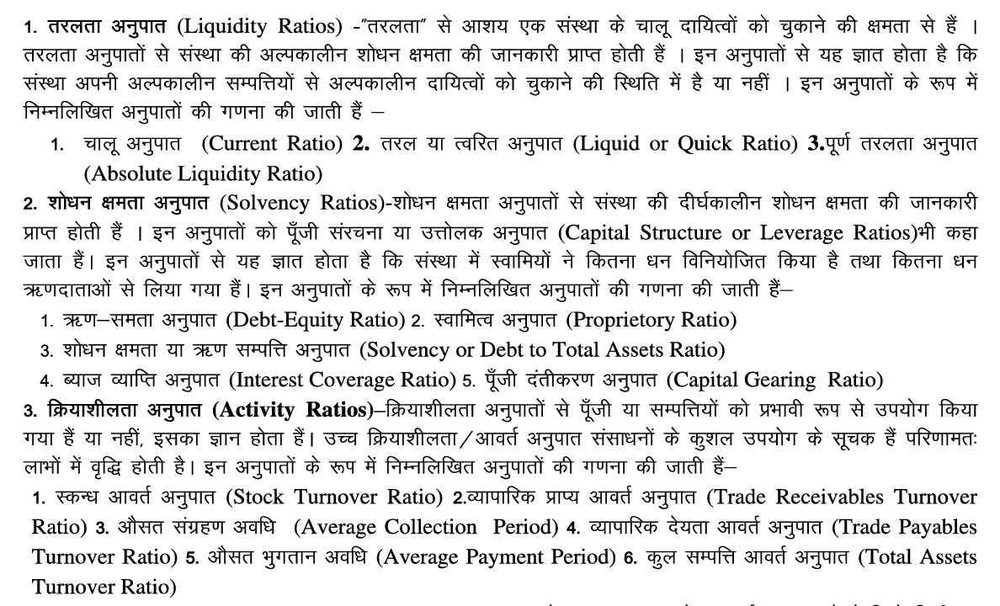 1. तरलता अनुपात (Liquidity Ratios) -"तरलता" से आशय एक संस्था के चालू दायित्वों को चुकाने की क्षमता से हैं ।
तरलता अनुपातों से संस्था की अल्पकालीन शोधन क्षमता की जानकारी प्राप्त होती हैं । इन अनुपातों से यह ज्ञात होता है कि
संस्था अपनी अल्पकालीन सम्पत्तियों से अल्पकालीन दायित्वों को चुकाने की स्थिति में है या नहीं । इन अनुपातों के रूप में
निम्नलिखित अनुपातों की गणना की जाती हैं –
1. चालू अनुपात (Current Ratio) 2. तरल या त्वरित अनुपात (Liquid or Quick Ratio) 3.पूर्ण तरलता अनुपात
(Absolute Liquidity Ratio)
2. शोधन क्षमता अनुपात (Solvency Ratios)-शोधन क्षमता अनुपातों से संस्था की दीर्घकालीन शोधन क्षमता की जानकारी
प्राप्त होती हैं । इन अनुपातों को पूँजी संरचना या उत्तोलक अनुपात (Capital Structure or Leverage Ratios)भी कहा
जाता हैं। इन अनुपातों से यह ज्ञात होता है कि संस्था में स्वामियों ने कितना धन विनियोजित किया है तथा कितना धन
ऋणदाताओं से लिया गया हैं। इन अनुपातों के रूप में निम्नलिखित अनुपातों की गणना की जाती हैं–
1. ऋण–समता अनुपात (Debt-Equity Ratio) 2. स्वामित्व अनुपात (Proprietory Ratio)
3. शोधन क्षमता या ऋण सम्पत्ति अनुपात (Solvency or Debt to Total Assets Ratio)
4. ब्याज व्याप्ति अनुपात (Interest Coverage Ratio) 5. पूँजी दंतीकरण अनुपात (Capital Gearing Ratio)
3. क्रियाशीलता अनुपात (Activity Ratios)–क्रियाशीलता अनुपातों से पूँजी या सम्पत्तियों को प्रभावी रूप से उपयोग किया
गया हैं या नहीं, इसका ज्ञान होता हैं। उच्च क्रियाशीलता/आवर्त अनुपात संसाधनों के कुशल उपयोग के सूचक हैं परिणामतः
लाभों में वृद्धि होती है। इन अनुपातों के रूप में निम्नलिखित अनुपातों की गणना की जाती हैं–
1. स्कन्ध आवर्त अनुपात (Stock Turnover Ratio) 2.व्यापारिक प्राप्य आवर्त अनुपात (Trade Receivables Turnover
Ratio) 3. औसत संग्रहण अवधि (Average Collection Period) 4. व्यापारिक देयता आवर्त अनुपात (Trade Payables
Turnover Ratio) 5. औसत भुगतान अवधि (Average Payment Period) 6. कुल सम्पत्ति आवर्त अनुपात (Total Assets
Turnover Ratio)